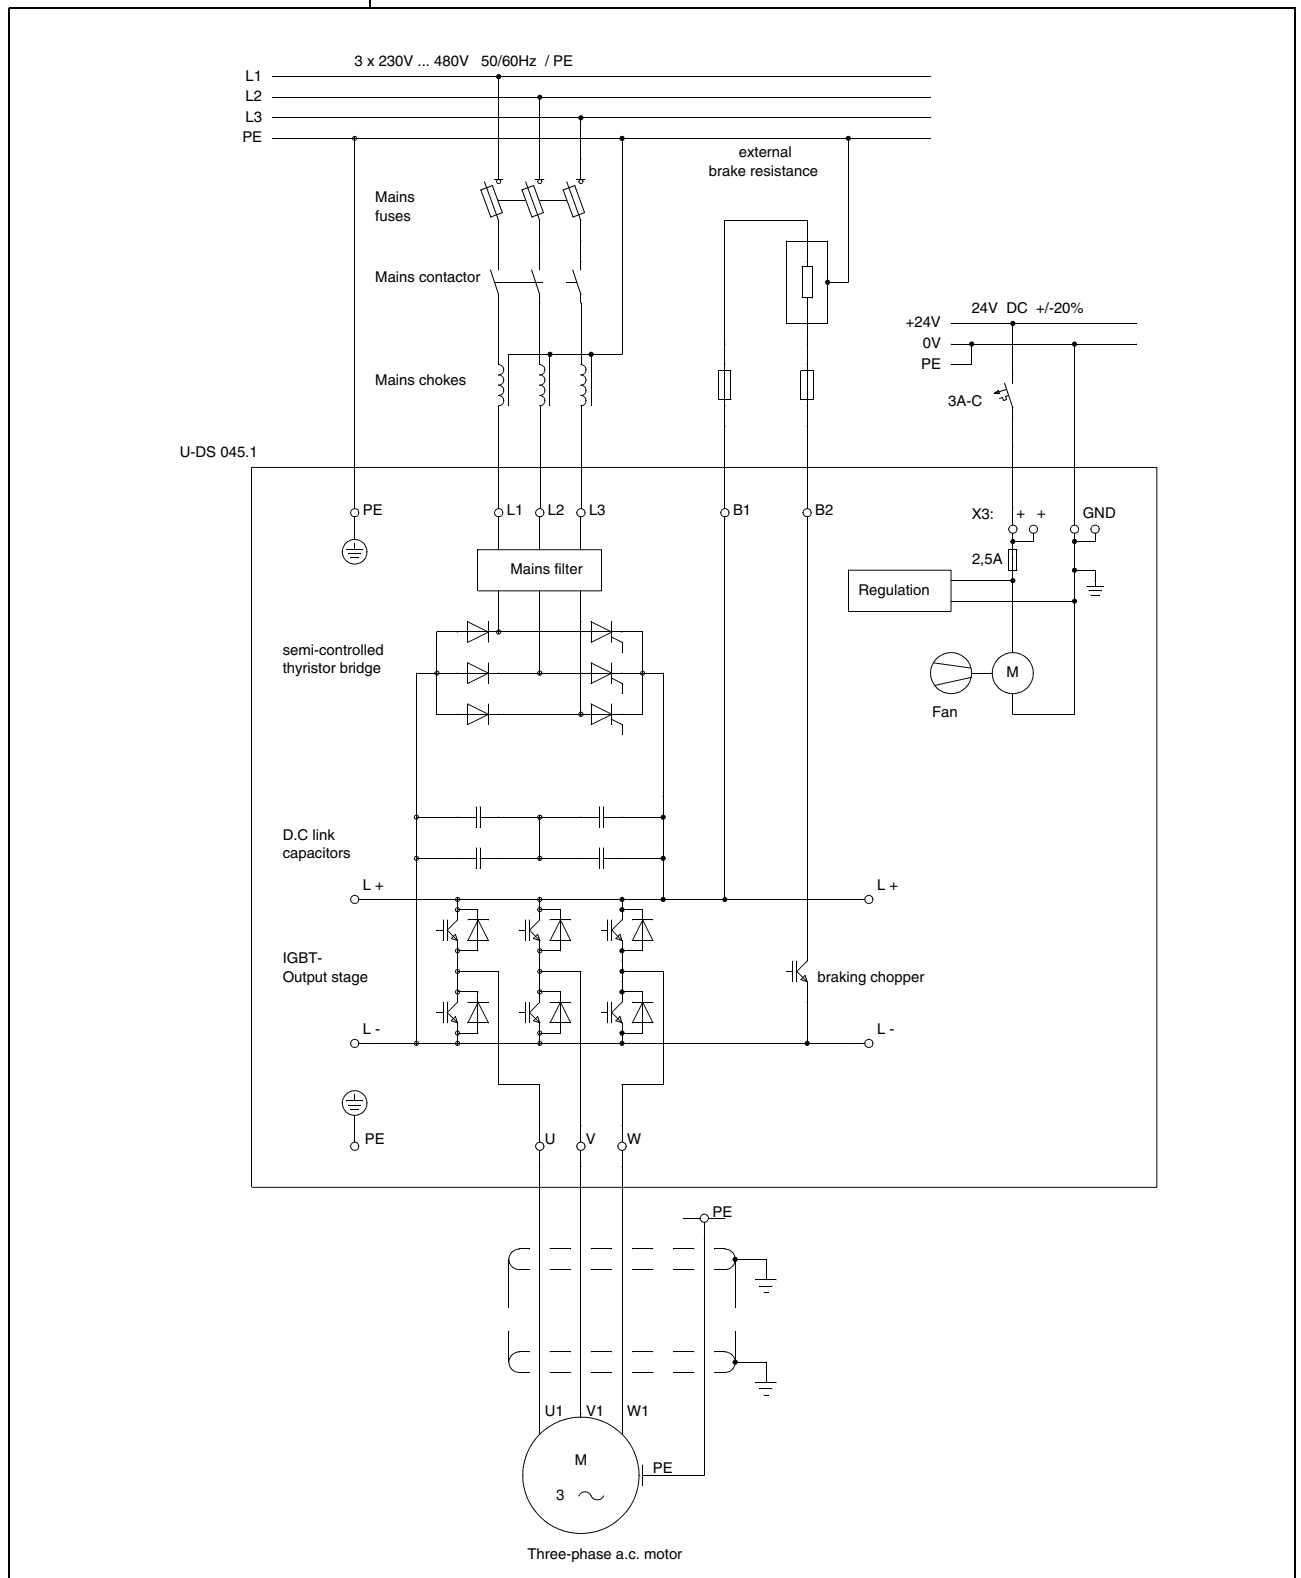 3 x 230V ... 480V 50/60Hz / PE
L1
L2
L3
PE
external
brake resistance
Mains
fuses
Mains contactor
24V DC +/-20%
+24V
0V
PE
Mains chokes
3A-C
U-DS 045.1
PE
L1
L2
L3
B1
B2
X3:
+
+
GND
2,5A
Mains filter
Regulation
semi-controlled
thyristor bridge
M
Fan
D.C link
capacitors
L +
L +
IGBT-
Output stage
braking chopper
L -
L -
PE
U
V
W
PE
U1
V1
W1
M
3
PE
Three-phase a.c. motor